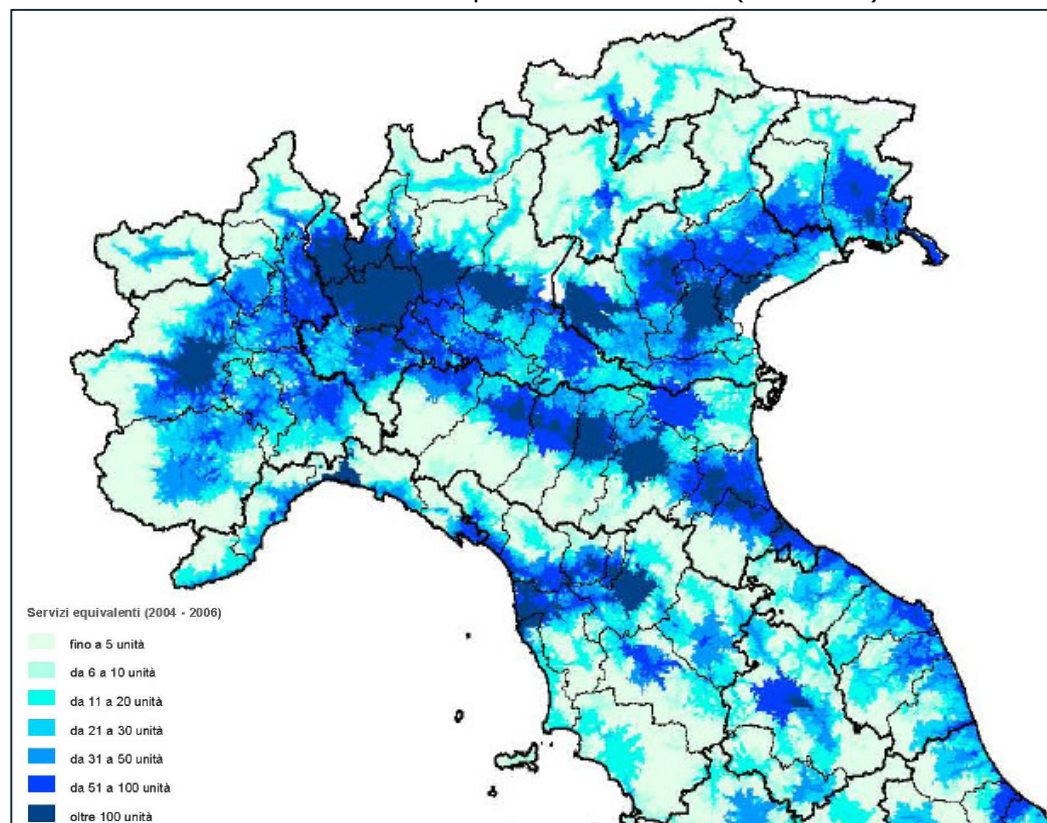 Servizi equivalenti (2004 - 2006)
fino a 5 unità
da 6 a 10 unità
da 11 a 20 unità
da 21 a 30 unità
da 31 a 50 unità
da 51 a 100 unità
oltre 100 unità